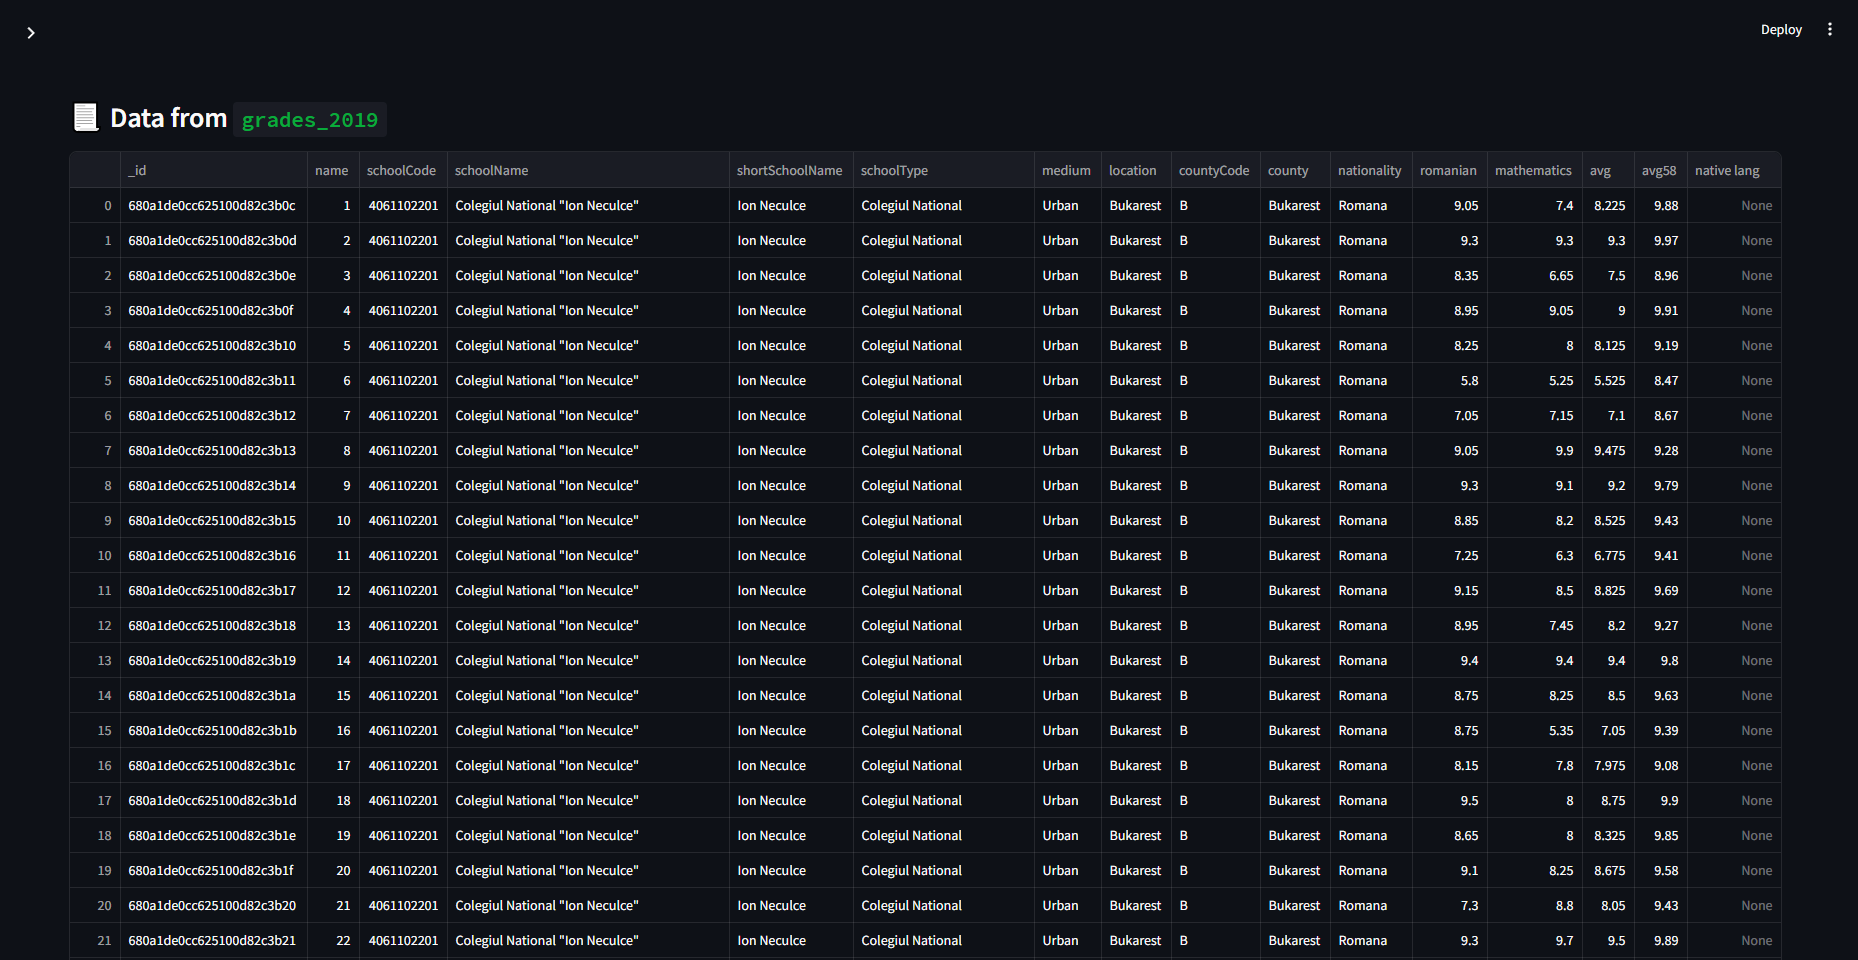 Deploy
Data from grades_2019
_id name schoolCode schoolName shortSchoolName schoolType medium location countyCode county nationality romanian mathematics avg avg58 native lang
0 680a1de0cc625100d82c3b0c 1 4061102201 Colegiul National "Ion Neculce" Ion Neculce Colegiul National Urban Bukarest B Bukarest Romana 9.05 7.4 8.225 9.88 None
1 680a1de0cc625100d82c3b0d 2 4061102201 Colegiul National "Ion Neculce" Ion Neculce Colegiul National Urban Bukarest B Bukarest Romana 9.3 9.3 9.3 9.97 None
2 680a1de0cc625100d82c3b0e 3 4061102201 Colegiul National "Ion Neculce" Ion Neculce Colegiul National Urban Bukarest B Bukarest Romana 8.35 6.65 7.5 8.96 None
3 680a1de0cc625100d82c3b0f 4 4061102201 Colegiul National "Ion Neculce" Ion Neculce Colegiul National Urban Bukarest B Bukarest Romana 8.95 9.05 9 9.91 None
4 680a1de0cc625100d82c3b10 5 4061102201 Colegiul National "Ion Neculce" Ion Neculce Colegiul National Urban Bukarest B Bukarest Romana 8.25 8 8.125 9.19 None
5 680a1de0cc625100d82c3b11 6 4061102201 Colegiul National "Ion Neculce" Ion Neculce Colegiul National Urban Bukarest B Bukarest Romana 5.8 5.25 5.525 8.47 None
6 680a1de0cc625100d82c3b12 7 4061102201 Colegiul National "Ion Neculce" Ion Neculce Colegiul National Urban Bukarest B Bukarest Romana 7.05 7.15 7.1 8.67 None
7 680a1de0cc625100d82c3b13 8 4061102201 Colegiul National "Ion Neculce" Ion Neculce Colegiul National Urban Bukarest B Bukarest Romana 9.05 9.9 9.475 9.28 None
8 680a1de0cc625100d82c3b14 9 4061102201 Colegiul National "Ion Neculce" Ion Neculce Colegiul National Urban Bukarest B Bukarest Romana 9.3 9.1 9.2 9.79 None
9 680a1de0cc625100d82c3b15 10 4061102201 Colegiul National "Ion Neculce" Ion Neculce Colegiul National Urban Bukarest B Bukarest Romana 8.85 8.2 8.525 9.43 None
10 680a1de0cc625100d82c3b16 11 4061102201 Colegiul National "Ion Neculce" Ion Neculce Colegiul National Urban Bukarest B Bukarest Romana 7.25 6.3 6.775 9.41 None
11 680a1de0cc625100d82c3b17 12 4061102201 Colegiul National "Ion Neculce" Ion Neculce Colegiul National Urban Bukarest B Bukarest Romana 9.15 8.5 8.825 9.69 None
12 680a1de0cc625100d82c3b18 13 4061102201 Colegiul National "Ion Neculce" Ion Neculce Colegiul National Urban Bukarest B Bukarest Romana 8.95 7.45 8.2 9.27 None
13 680a1de0cc625100d82c3b19 14 4061102201 Colegiul National "Ion Neculce" Ion Neculce Colegiul National Urban Bukarest B Bukarest Romana 9.4 9.4 9.4 9.8 None
14 680a1de0cc625100d82c3b1a 15 4061102201 Colegiul National "Ion Neculce" Ion Neculce Colegiul National Urban Bukarest B Bukarest Romana 8.75 8.25 8.5 9.63 None
15 680a1de0cc625100d82c3b1b 16 4061102201 Colegiul National "Ion Neculce" Ion Neculce Colegiul National Urban Bukarest B Bukarest Romana 8.75 5.35 7.05 9.39 None
16 680a1de0cc625100d82c3b1c 17 4061102201 Colegiul National "Ion Neculce" Ion Neculce Colegiul National Urban Bukarest B Bukarest Romana 8.15 7.8 7.975 9.08 None
17 680a1de0cc625100d82c3b1d 18 4061102201 Colegiul National "Ion Neculce" Ion Neculce Colegiul National Urban Bukarest B Bukarest Romana 9.5 8 8.75 9.9 None
18 680a1de0cc625100d82c3b1e 19 4061102201 Colegiul National "Ion Neculce" Ion Neculce Colegiul National Urban Bukarest B Bukarest Romana 8.65 8 8.325 9.85 None
19 680a1de0cc625100d82c3b1f 20 4061102201 Colegiul National "Ion Neculce" Ion Neculce Colegiul National Urban Bukarest B Bukarest Romana 9.1 8.25 8.675 9.58 None
20 680a1de0cc625100d82c3b20 21 4061102201 Colegiul National "Ion Neculce" Ion Neculce Colegiul National Urban Bukarest B Bukarest Romana 7.3 8.8 8.05 9.43 None
21 680a1de0cc625100d82c3b21 22 4061102201 Colegiul National "Ion Neculce" Ion Neculce Colegiul National Urban Bukarest B Bukarest Romana 9.3 9.7 9.5 9.89 None